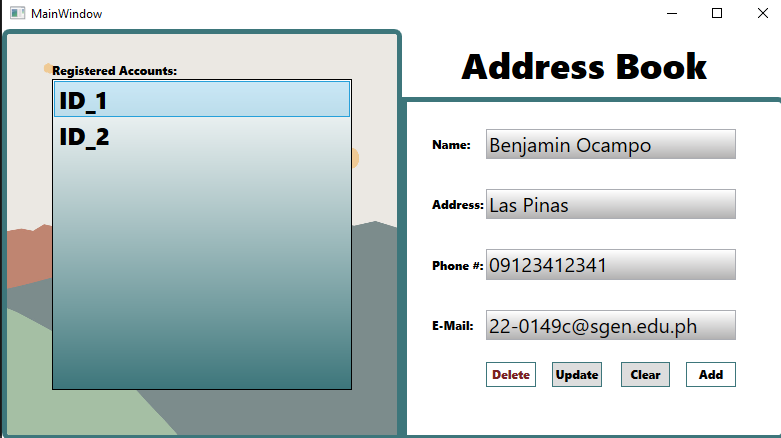 MainWindow
Registered Accounts:
ID_1
ID_2
Address Book
Name: Benjamin Ocampo
Address: Las Pinas
Phone #: 09123412341
E-Mail: 22-0149c@sgen.edu.ph
Delete Update Clear Add